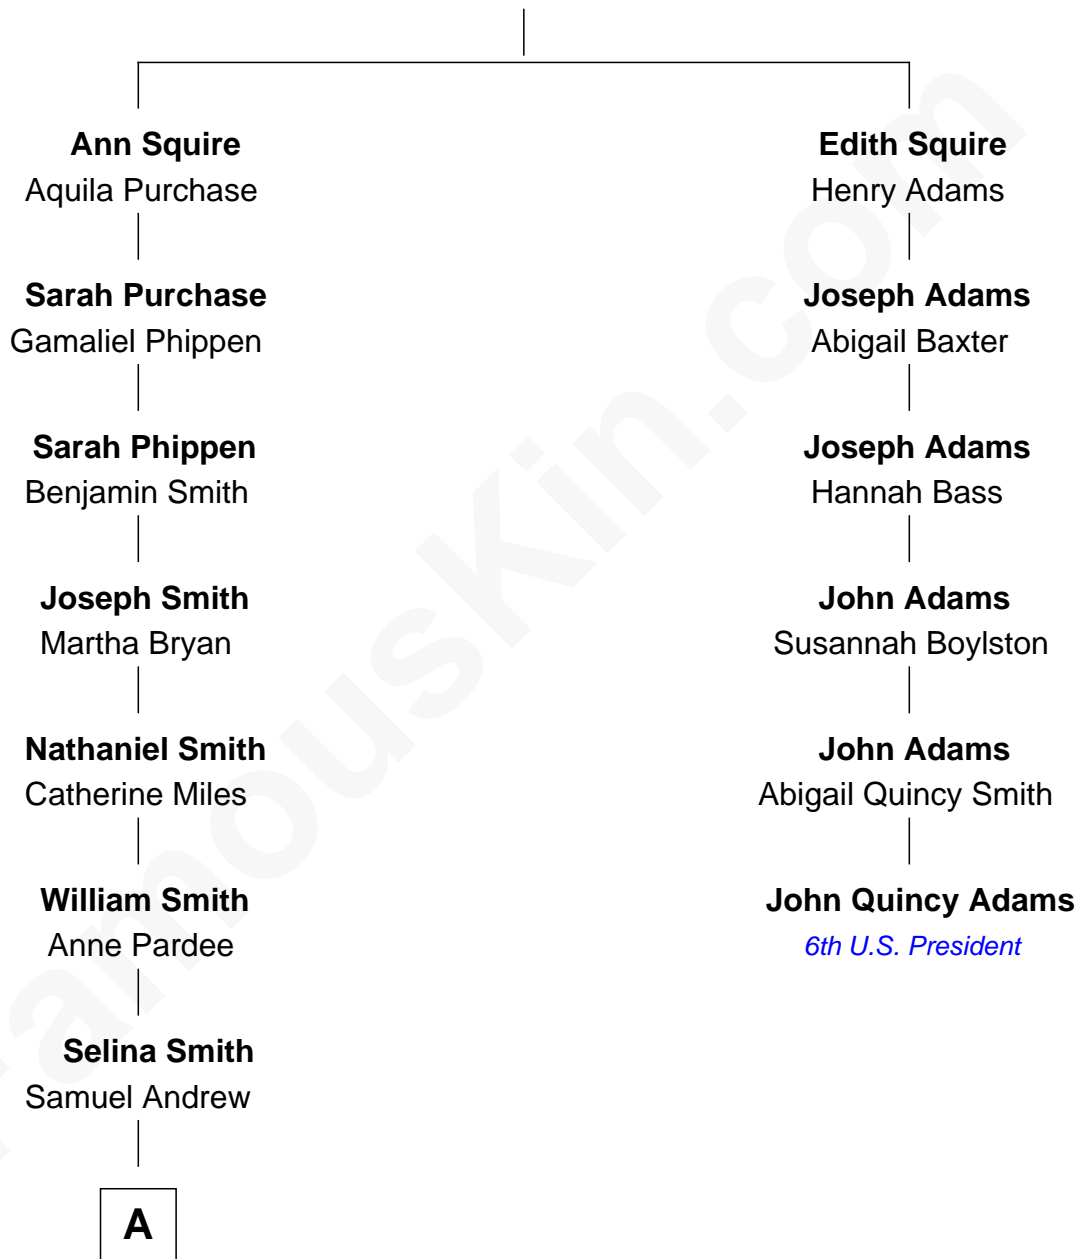 Ann Squire
Aquila Purchase
Edith Squire
Henry Adams
Sarah Purchase
Gamaliel Phippen
Joseph Adams
Abigail Baxter
Sarah Phippen
Benjamin Smith
Joseph Adams
Hannah Bass
Joseph Smith
Martha Bryan
John Adams
Susannah Boylston
Nathaniel Smith
Catherine Miles
John Adams
Abigail Quincy Smith
William Smith
Anne Pardee
John Quincy Adams
6th U.S. President
Selina Smith
Samuel Andrew
A
FamousKin.com